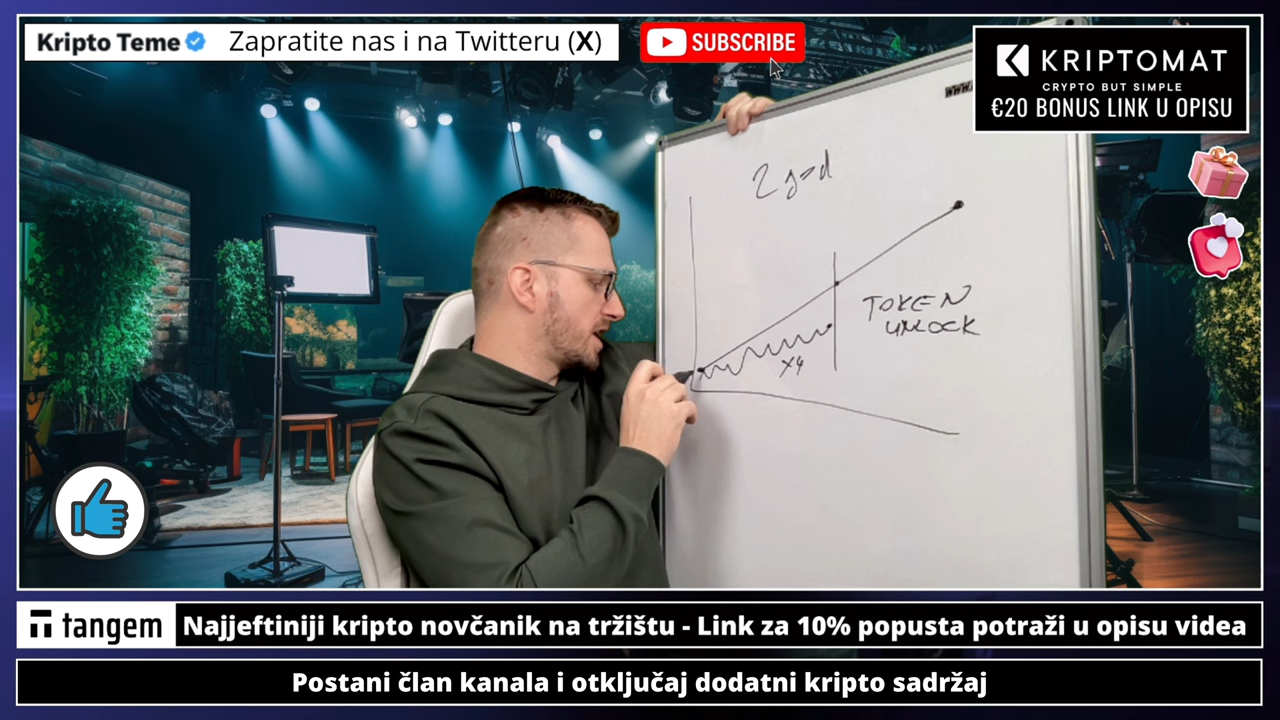 Kripto Teme
Zapratite nas i na Twitteru (X)
SUBSCRIBE
KRIPTOMAT
CRYPTO BUT SIMPLE
€20 BONUS LINK U OPISU
TOKEN
UNLOCK
X4
tangem
Najjeftiniji kripto novčanik na tržištu - Link za 10% popusta potraži u opisu videa
Postani član kanala i otključaj dodatni kripto sadržaj